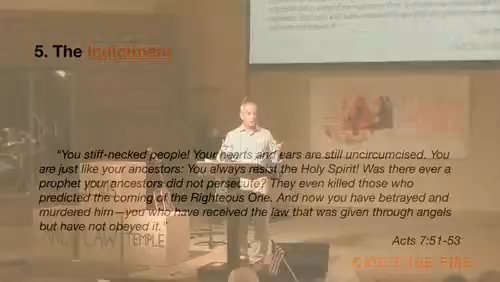 5. The Indictment
"You stiff-necked people! Your hearts and ears are still uncircumcised. You
are just like your ancestors: You always resist the Holy Spirit! Was there ever a
prophet your ancestors did not persecute? They even killed those who
predicted the coming of the Righteous One. And now you have betrayed and
murdered him—you who have received the law that was given through angels
but have not obeyed it."
Acts 7:51-53
LAW TEMPLE
THE FIRE